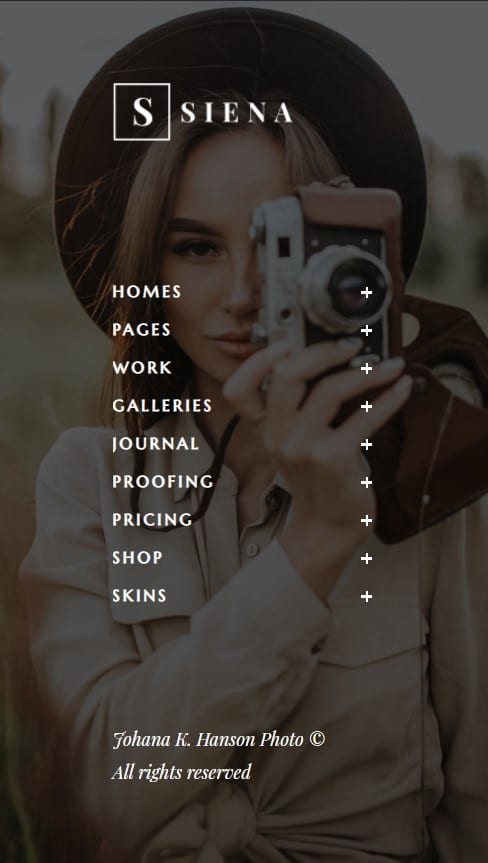 S SIENA
HOMES +
PAGES +
WORK +
GALLERIES +
JOURNAL +
PROOFING +
PRICING +
SHOP +
SKINS +
Johana K. Hanson Photo ©
All rights reserved